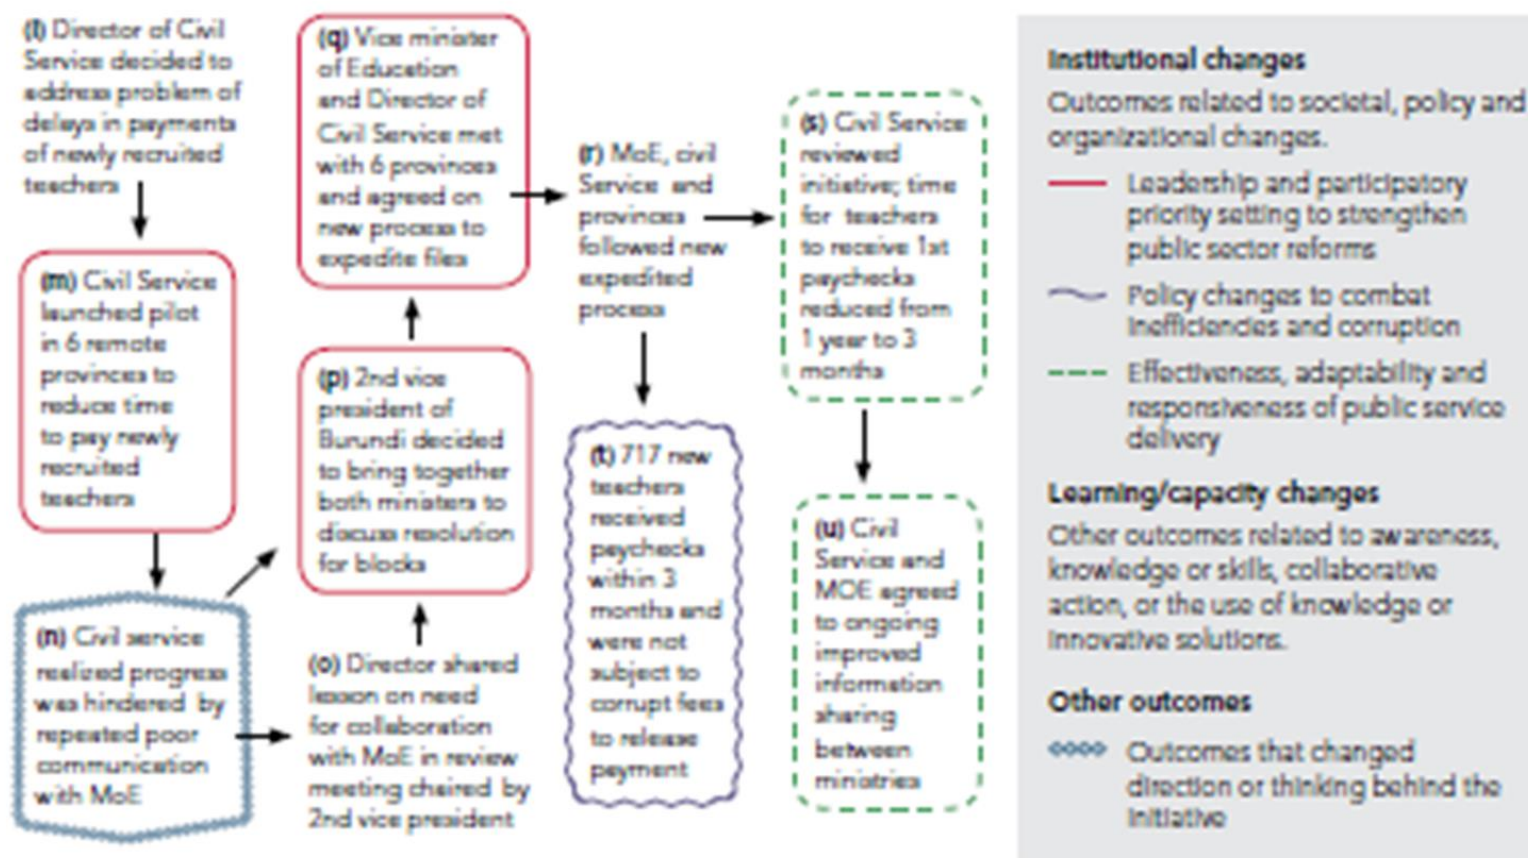 (l) Director of Civil
Service decided to
address problem of
delays in payments
of newly recruited
teachers
(m) Civil Service
launched pilot
in 6 remote
provinces to
reduce time
to pay newly
recruited
teachers
(n) Civil service
realized progress
was hindered by
repeated poor
communication
with MoE
(o) Director shared
lesson on need
for collaboration
with MoE in review
meeting chaired by
2nd vice president
(p) 2nd vice
president of
Burundi decided
to bring together
both ministers to
discuss resolution
for blocks
(q) Vice minister
of Education
and Director of
Civil Service met
with 6 provinces
and agreed on
new process to
expedite files
(r) MoE, civil
Service and
provinces
followed new
expedited
process
(s) Civil Service
reviewed
initiative; time
for teachers
to receive 1st
paychecks
reduced from
1 year to 3
months
(t) 717 new
teachers
received
paychecks
within 3
months and
were not
subject to
corrupt fees
to release
payment
(u) Civil
Service and
MOE agreed
to ongoing
improved
information
sharing
between
ministries
Institutional changes
Outcomes related to societal, policy and
organizational changes.
Leadership and participatory
priority setting to strengthen
public sector reforms
Policy changes to combat
inefficiencies and corruption
Effectiveness, adaptability and
responsiveness of public service
delivery
Learning/capacity changes
Other outcomes related to awareness,
knowledge or skills, collaborative
action, or the use of knowledge or
innovative solutions.
Other outcomes
Outcomes that changed
direction or thinking behind the
initiative